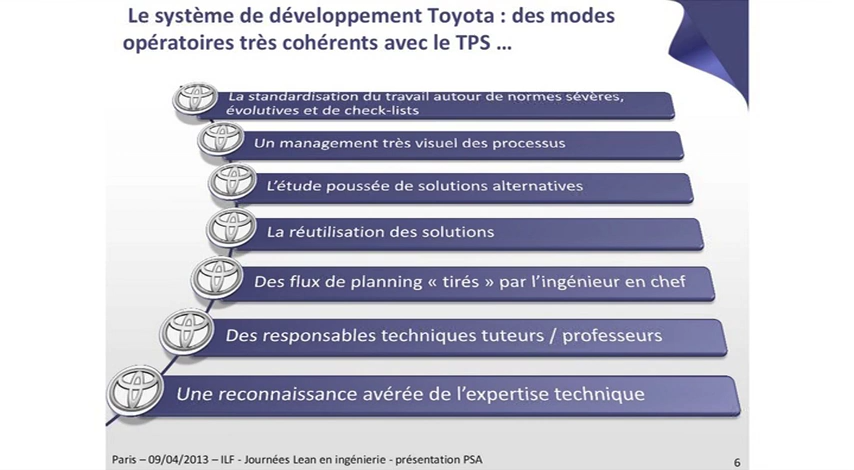 Le système de développement Toyota : des modes
opératoires très cohérents avec le TPS …
La standardisation du travail autour de normes sévères,
évolutives et de check-lists
Un management très visuel des processus
L'étude poussée de solutions alternatives
La réutilisation des solutions
Des flux de planning « tirés » par l'ingénieur en chef
Des responsables techniques tuteurs / professeurs
Une reconnaissance avérée de l'expertise technique
Paris – 09/04/2013 – ILF - Journées Lean en ingénierie - présentation PSA
6